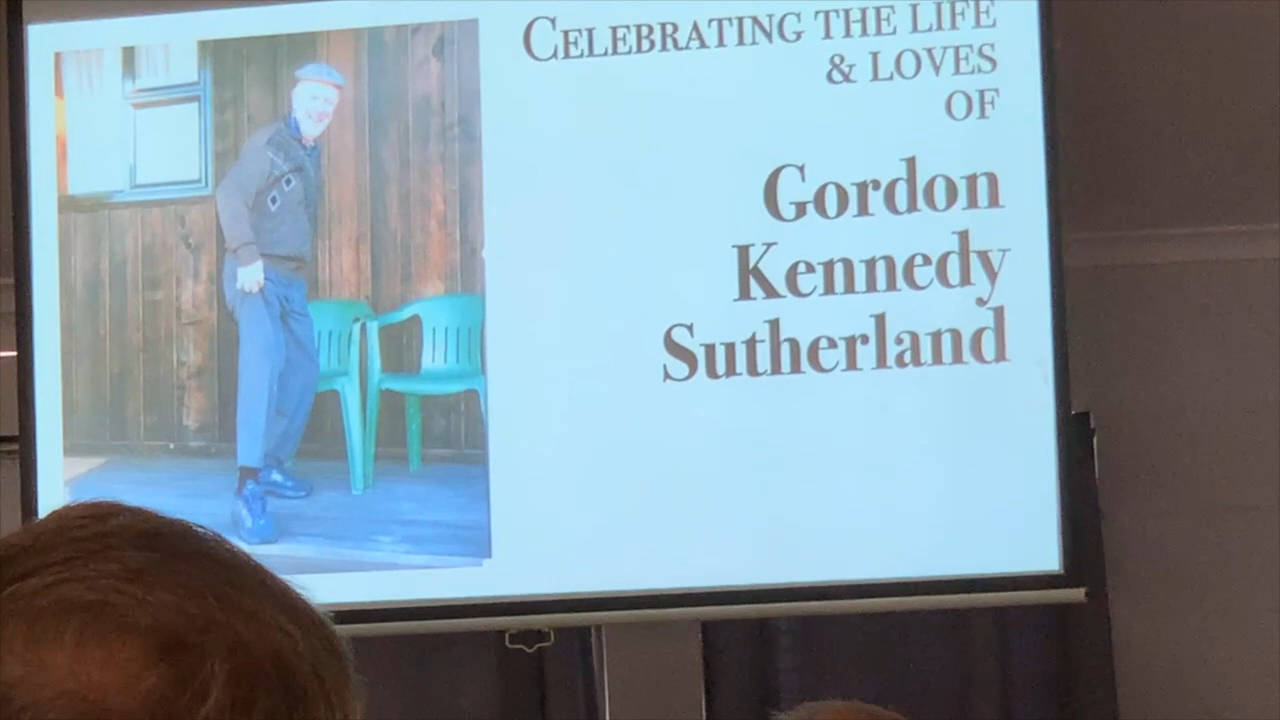 CELEBRATING THE LIFE
& LOVES
OF
Gordon
Kennedy
Sutherland